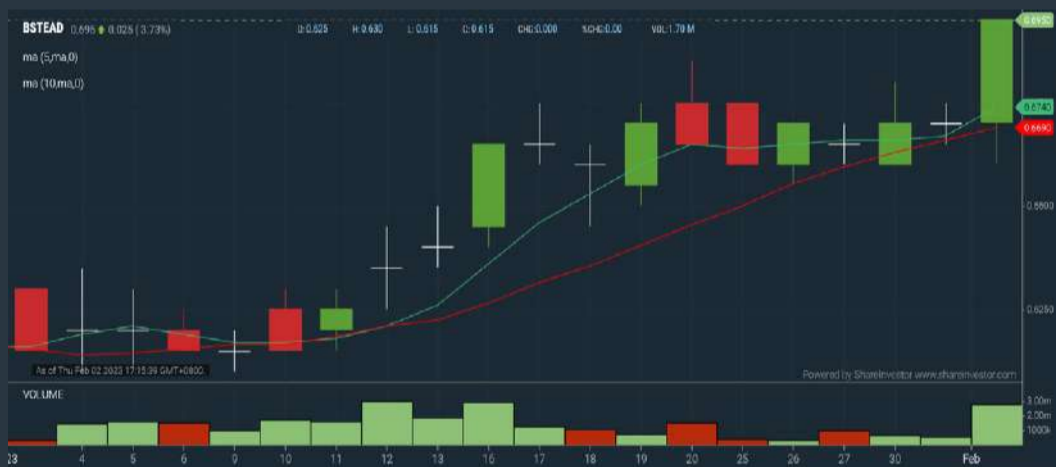 BSTEAD 0.695 0.025 (3.73%) O:0.625 H:0.630 L:0.615 C:0.615 CHG:0.000 %CHG:0.00 VOL:1.70 M
ma (5,ma,0)
ma (10,ma,0)
0.6950
0.6740
0.6690
0.6500
0.6250
As of Thu Feb 02 2023 17:15:39 GMT+0800
Powered by ShareInvestor www.shareinvestor.com
VOLUME
3.00m
2.00m
1000k
23 4 5 6 9 10 11 12 13 16 17 18 19 20 25 26 27 30 Feb